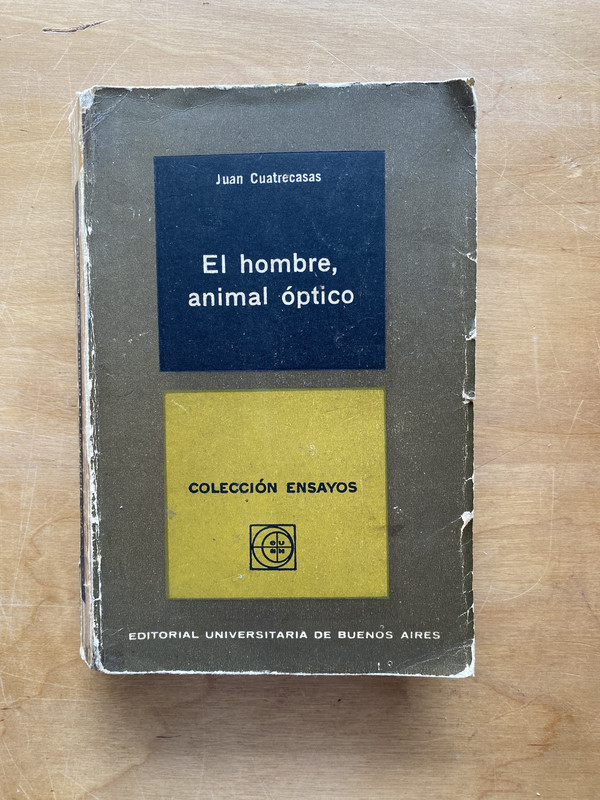 Juan Cuatrecasas
El hombre,
animal óptico
COLECCIÓN ENSAYOS
EDITORIAL UNIVERSITARIA DE BUENOS AIRES